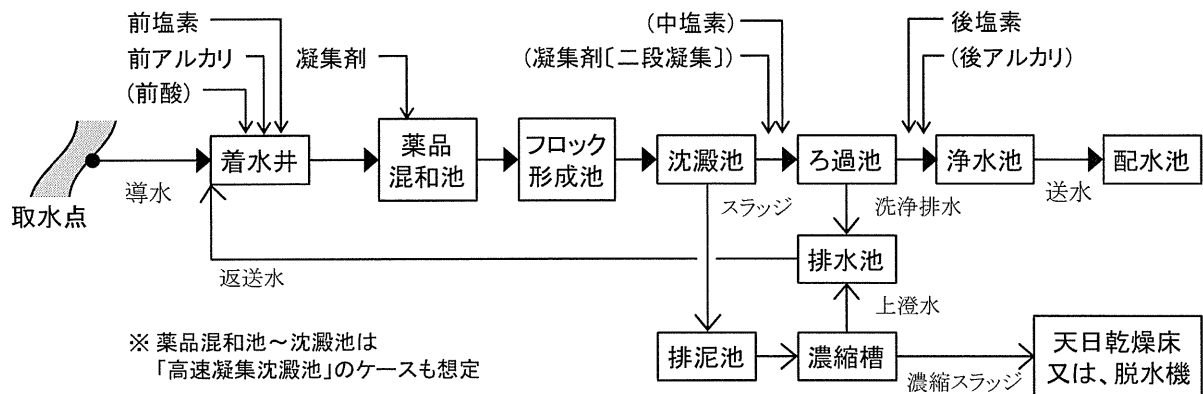 前塩素
前アルカリ
(前酸)
凝集剤
(中塩素)
(凝集剤〔二段凝集〕)
後塩素
(後アルカリ)
着水井
薬品
混和池
フロック
形成池
沈澱池
ろ過池
浄水池
配水池
導水
取水点
スラッジ
洗浄排水
送水
排水池
返送水
上澄水
※ 薬品混和池～沈澱池は
「高速凝集沈澱池」のケースも想定
排泥池
濃縮槽
濃縮スラッジ
天日乾燥床
又は、脱水機